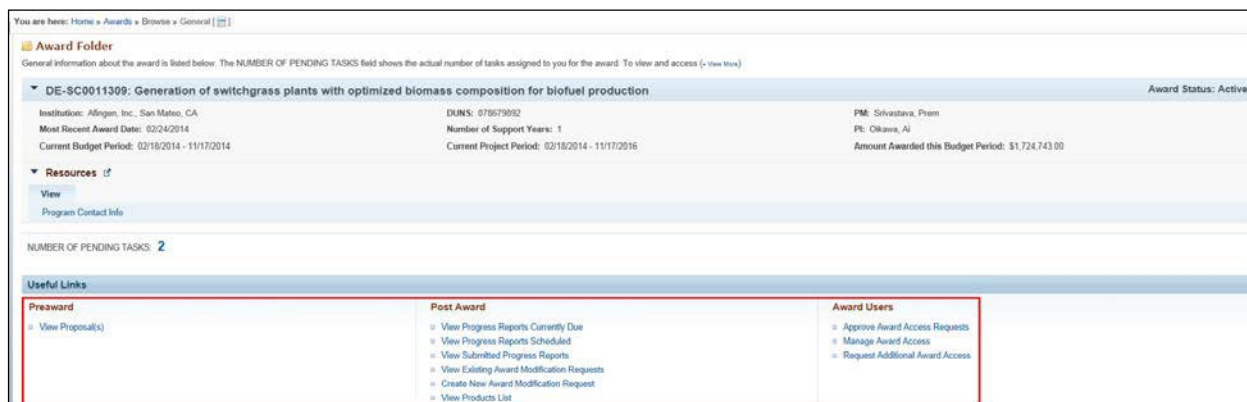 You are here: Home » Awards » Browse » General [ ]
Award Folder
General information about the award is listed below. The NUMBER OF PENDING TASKS field shows the actual number of tasks assigned to you for the award. To view and access (+ View More)
DE-SC0011309: Generation of switchgrass plants with optimized biomass composition for biofuel production Award Status: Active
Institution: Afingen, Inc., San Mateo, CA DUNS: 078679892 PM: Srivastava, Prem
Most Recent Award Date: 02/24/2014 Number of Support Years: 1 PI: Oikawa, Ai
Current Budget Period: 02/18/2014 - 11/17/2014 Current Project Period: 02/18/2014 - 11/17/2016 Amount Awarded this Budget Period: $1,724,743.00
Resources
View
Program Contact Info
NUMBER OF PENDING TASKS: 2
Useful Links
Preaward Post Award Award Users
View Proposal(s) View Progress Reports Currently Due Approve Award Access Requests
View Progress Reports Scheduled Manage Award Access
View Submitted Progress Reports Request Additional Award Access
View Existing Award Modification Requests
Create New Award Modification Request
View Products List